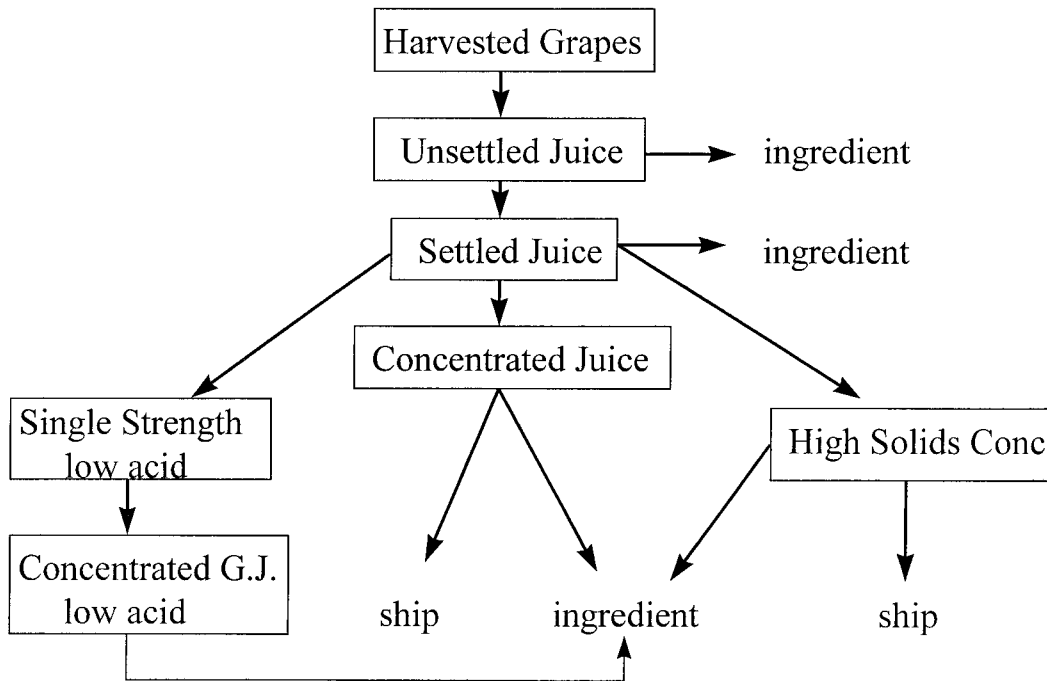 Harvested Grapes
Unsettled Juice
ingredient
Settled Juice
ingredient
Concentrated Juice
Single Strength
low acid
High Solids Conc
Concentrated G.J.
low acid
ship
ingredient
ship